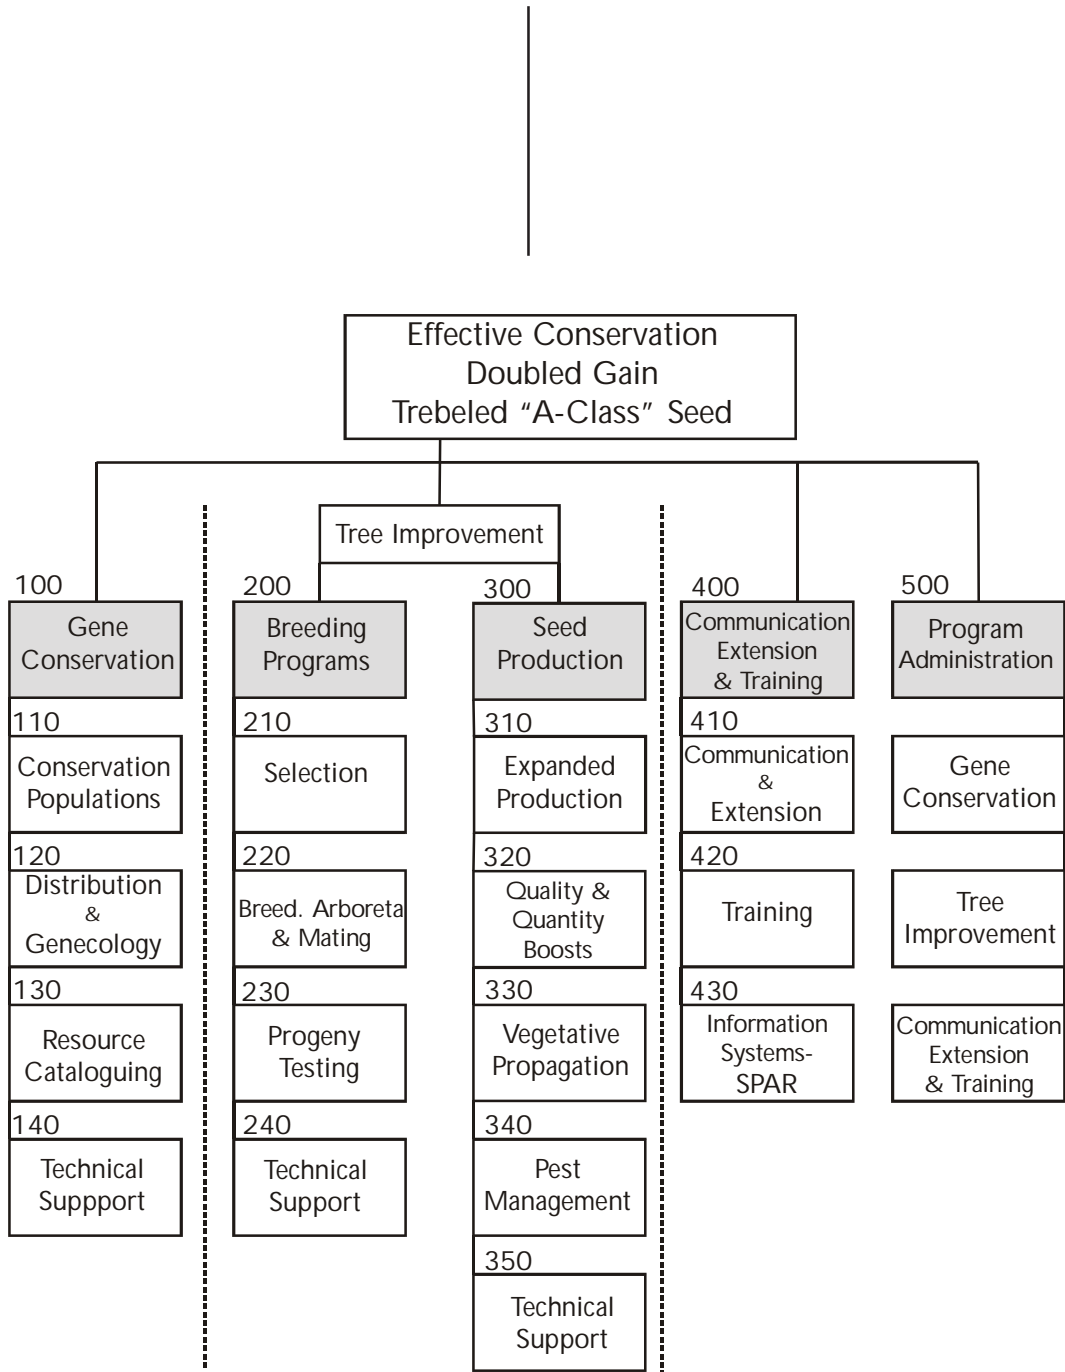 Effective Conservation
Doubled Gain
Trebeled “A-Class” Seed
Tree Improvement
100
Gene
Conservation
110
Conservation
Populations
120
Distribution
&
Genecology
130
Resource
Cataloguing
140
Technical
Suppport
200
Breeding
Programs
210
Selection
220
Breed. Arboreta
& Mating
230
Progeny
Testing
240
Technical
Support
300
Seed
Production
310
Expanded
Production
320
Quality &
Quantity
Boosts
330
Vegetative
Propagation
340
Pest
Management
350
Technical
Support
400
Communication
Extension
& Training
410
Communication
&
Extension
420
Training
430
Information
Systems-
SPAR
500
Program
Administration
Gene
Conservation
Tree
Improvement
Communication
Extension
& Training